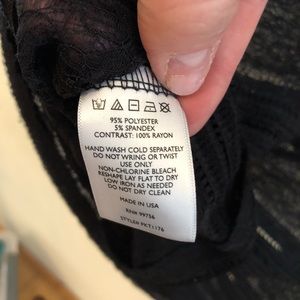 95% POLYESTER
5% SPANDEX
CONTRAST: 100% RAYON
HAND WASH COLD SEPARATELY
DO NOT WRING OR TWIST
USE ONLY
NON-CHLORINE BLEACH
RESHAPE LAY FLAT TO DRY
LOW IRON AS NEEDED
DO NOT DRY CLEAN
MADE IN USA
RN# 99736
STYLE# PKT1176